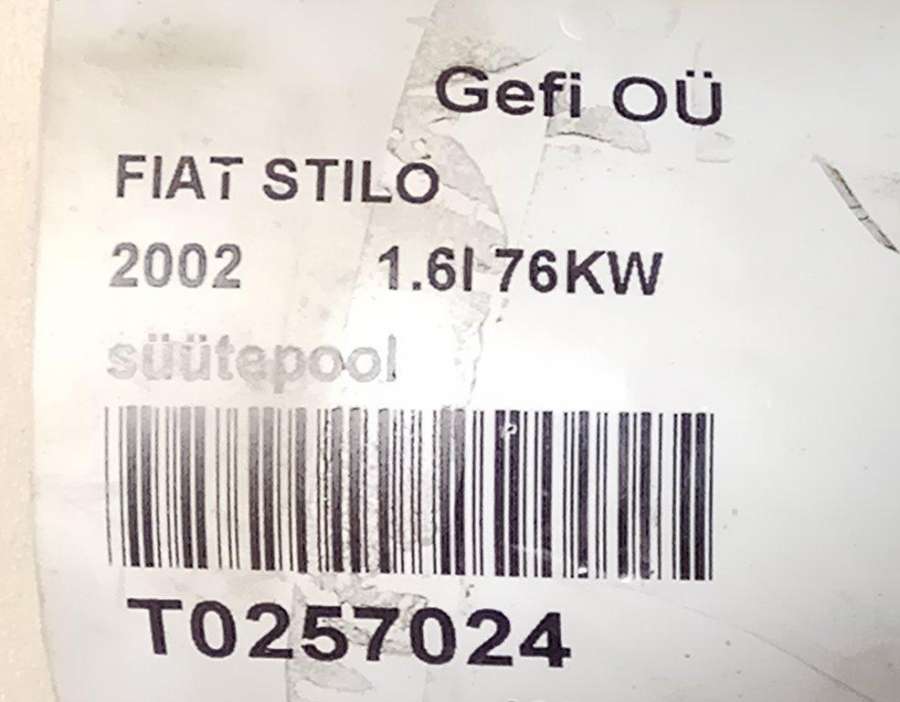 Gefi OÜ
FIAT STILO
2002 1.6l 76KW
süütepool
T0257024